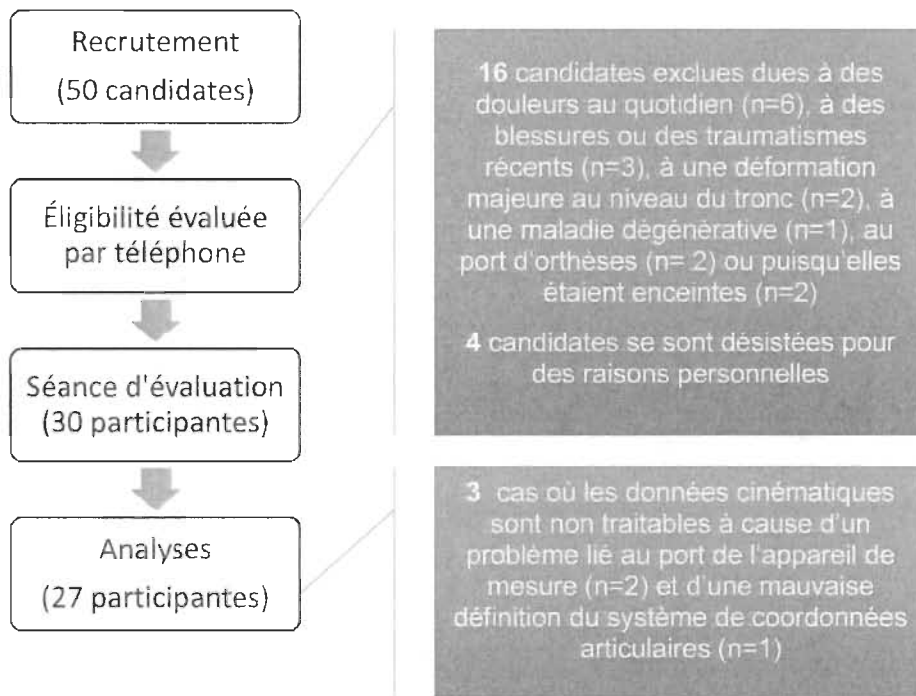 Recrutement
(50 candidates)
Éligibilité évaluée
par téléphone
Séance d'évaluation
(30 participantes)
Analyses
(27 participantes)
16 candidates exclues dues à des
douleurs au quotidien (n=6), à des
blessures ou des traumatismes
récents (n=3), à une déformation
majeure au niveau du tronc (n=2), à
une maladie dégénérative (n=1), au
port d'orthèses (n= 2) ou puisqu'elles
étaient enceintes (n=2)
4 candidates se sont désistées pour
des raisons personnelles
3 cas où les données cinématiques
sont non traitables à cause d'un
problème lié au port de l'appareil de
mesure (n=2) et d'une mauvaise
définition du système de coordonnées
articulaires (n=1)